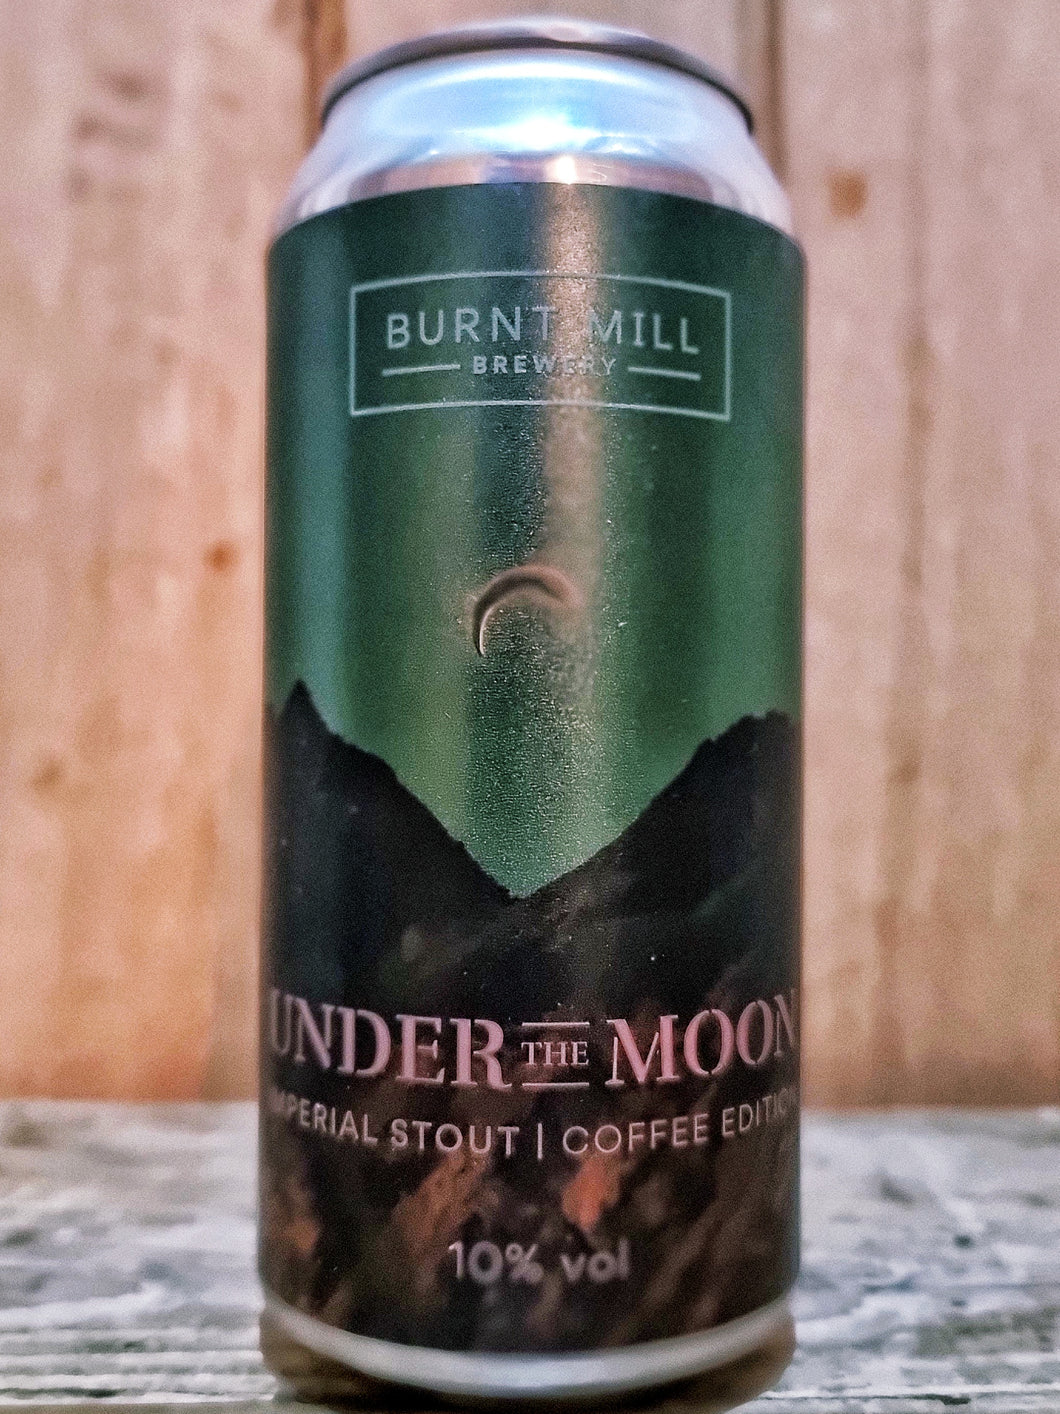 BURNT MILL
BREWERY
UNDER THE MOON
IMPERIAL STOUT | COFFEE EDITION
10% vol